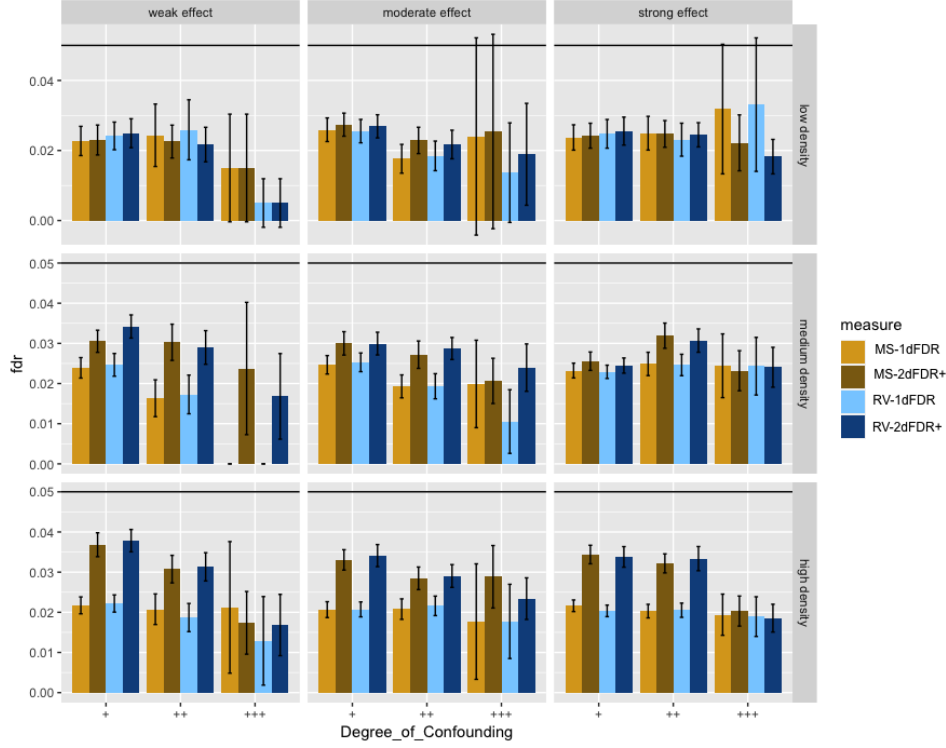 weak effect
moderate effect
strong effect
0.04
0.02
0.00
low density
0.05
0.04
0.03
0.02
0.01
0.00
medium density
0.05
0.04
0.03
0.02
0.01
0.00
high density
fdr
+ ++ +++
+ ++ +++
+ ++ +++
Degree_of_Confounding
measure
MS-1dFDR
MS-2dFDR+
RV-1dFDR
RV-2dFDR+